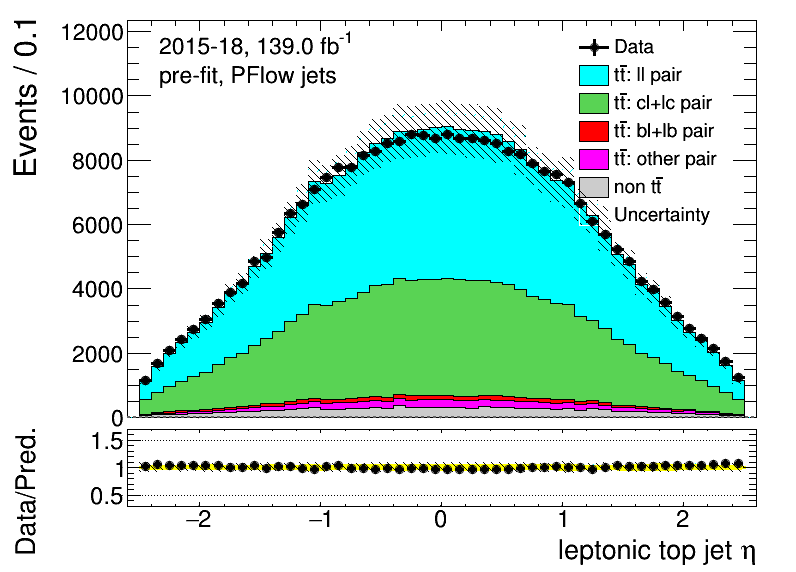 12000
10000
8000
6000
4000
2000
0
Events / 0.1
2015-18, 139.0 fb-1
pre-fit, PFlow jets
Data
tt̄: ll pair
tt̄: cl+lc pair
tt̄: bl+lb pair
tt̄: other pair
non tt̄
Uncertainty
1.5
1
0.5
Data/Pred.
−2 −1 0 1 2
leptonic top jet η